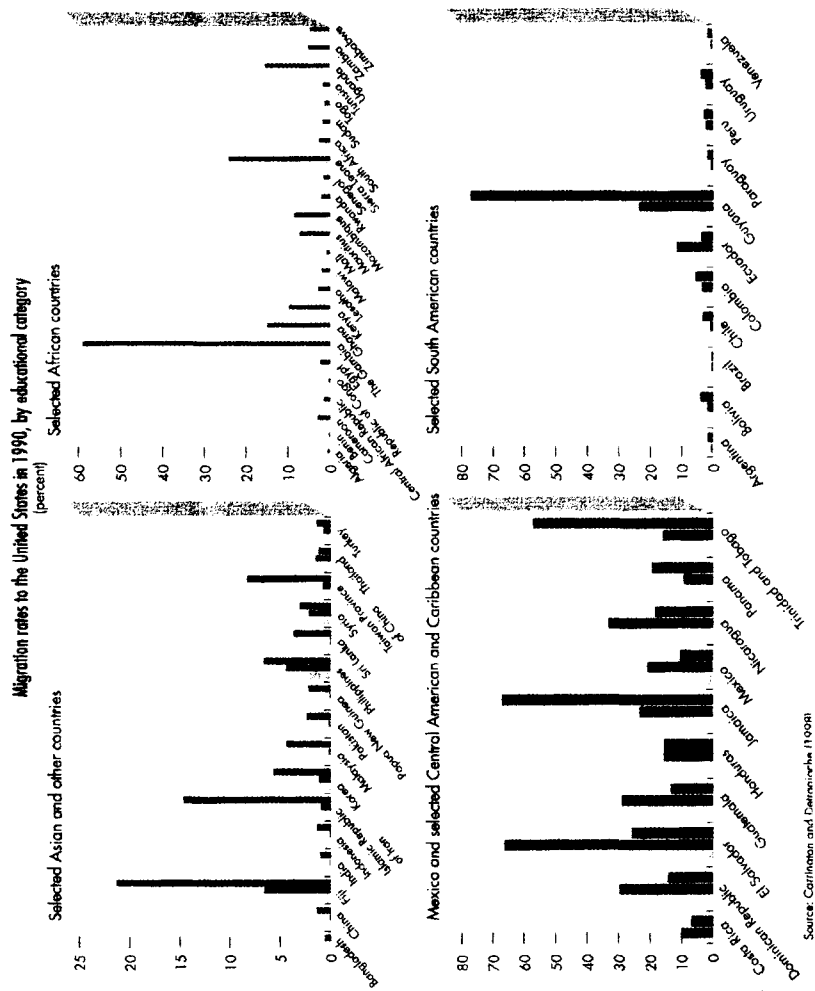 Migration rates to the United States in 1990, by educational category
(percent)
Selected Asian and other countries
25
20
15
10
5
0
Bangladesh
China
Fiji
India
Indonesia
Islamic Republic
of Iran
Korea
Malaysia
Pakistan
Papua New Guinea
Philippines
Sri Lanka
Syria
Taiwan Province
of China
Thailand
Turkey
Selected African countries
60
50
40
30
20
10
0
Algeria
Benin
Cameroon
Central African Republic
Republic of Congo
Egypt
The Gambia
Ghana
Kenya
Lesotho
Malawi
Mali
Mauritius
Mozambique
Rwanda
Senegal
Sierra Leone
South Africa
Sudan
Togo
Tunisia
Uganda
Zambia
Zimbabwe
Mexico and selected Central American and Caribbean countries
80
70
60
50
40
30
20
10
0
Costa Rica
Dominican Republic
El Salvador
Guatemala
Honduras
Jamaica
Mexico
Nicaragua
Panama
Trinidad and Tobago
Selected South American countries
80
70
60
50
40
30
20
10
0
Argentina
Bolivia
Brazil
Chile
Colombia
Ecuador
Guyana
Paraguay
Peru
Uruguay
Venezuela
Source: Carrington and Detragiache (1998)